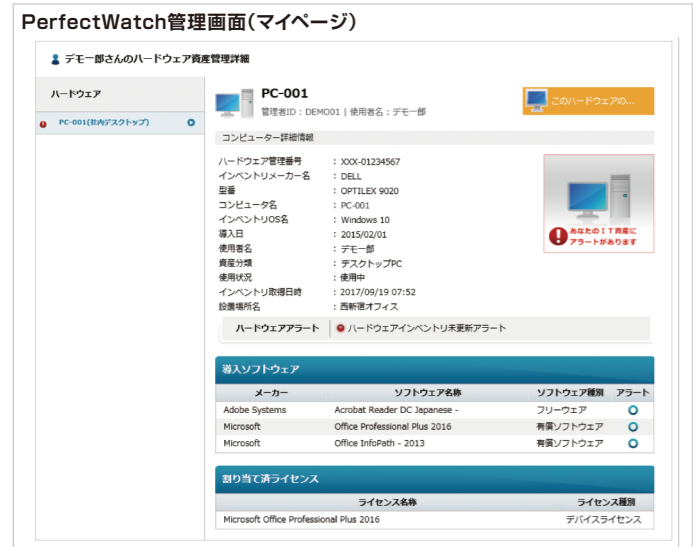 PerfectWatch管理画面(マイページ)
デモ一郎さんのハードウェア資産管理詳細
ハードウェア
PC-001(社内デスクトップ)
PC-001
管理者ID：DEMO01 | 使用者名：デモ一郎
このハードウェアの...
コンピューター詳細情報
ハードウェア管理番号 ：XXX-01234567
インベントリメーカー名 ：DELL
型番 ：OPTILEX 9020
コンピュータ名 ：PC-001
インベントリOS名 ：Windows 10
導入日 ：2015/02/01
使用者名 ：デモ一郎
資産分類 ：デスクトップPC
使用状況 ：使用中
インベントリ取得日時 ：2017/09/19 07:52
設置場所名 ：西新宿オフィス
あなたのIT資産に
アラートがあります
ハードウェアアラート ハードウェアインベントリ未更新アラート
導入ソフトウェア
メーカー ソフトウェア名称 ソフトウェア種別 アラート
Adobe Systems Acrobat Reader DC Japanese - フリーウェア
Microsoft Office Professional Plus 2016 有償ソフトウェア
Microsoft Office InfoPath - 2013 有償ソフトウェア
割り当て済ライセンス
ライセンス名称 ライセンス種別
Microsoft Office Professional Plus 2016 デバイスライセンス